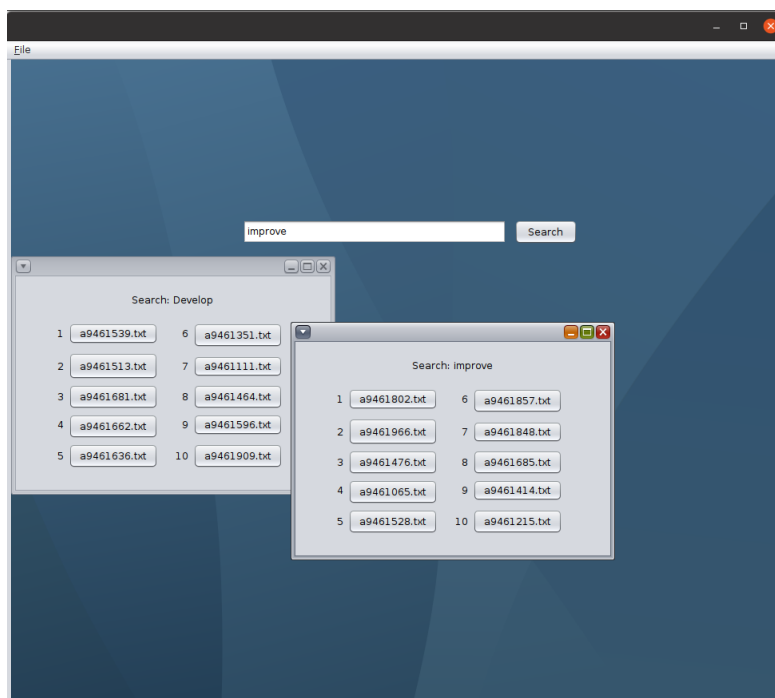 File
improve Search
Search: Develop
1 a9461539.txt 6 a9461351.txt
2 a9461513.txt 7 a9461111.txt
3 a9461681.txt 8 a9461464.txt
4 a9461662.txt 9 a9461596.txt
5 a9461636.txt 10 a9461909.txt
Search: improve
1 a9461802.txt 6 a9461857.txt
2 a9461966.txt 7 a9461848.txt
3 a9461476.txt 8 a9461685.txt
4 a9461065.txt 9 a9461414.txt
5 a9461528.txt 10 a9461215.txt